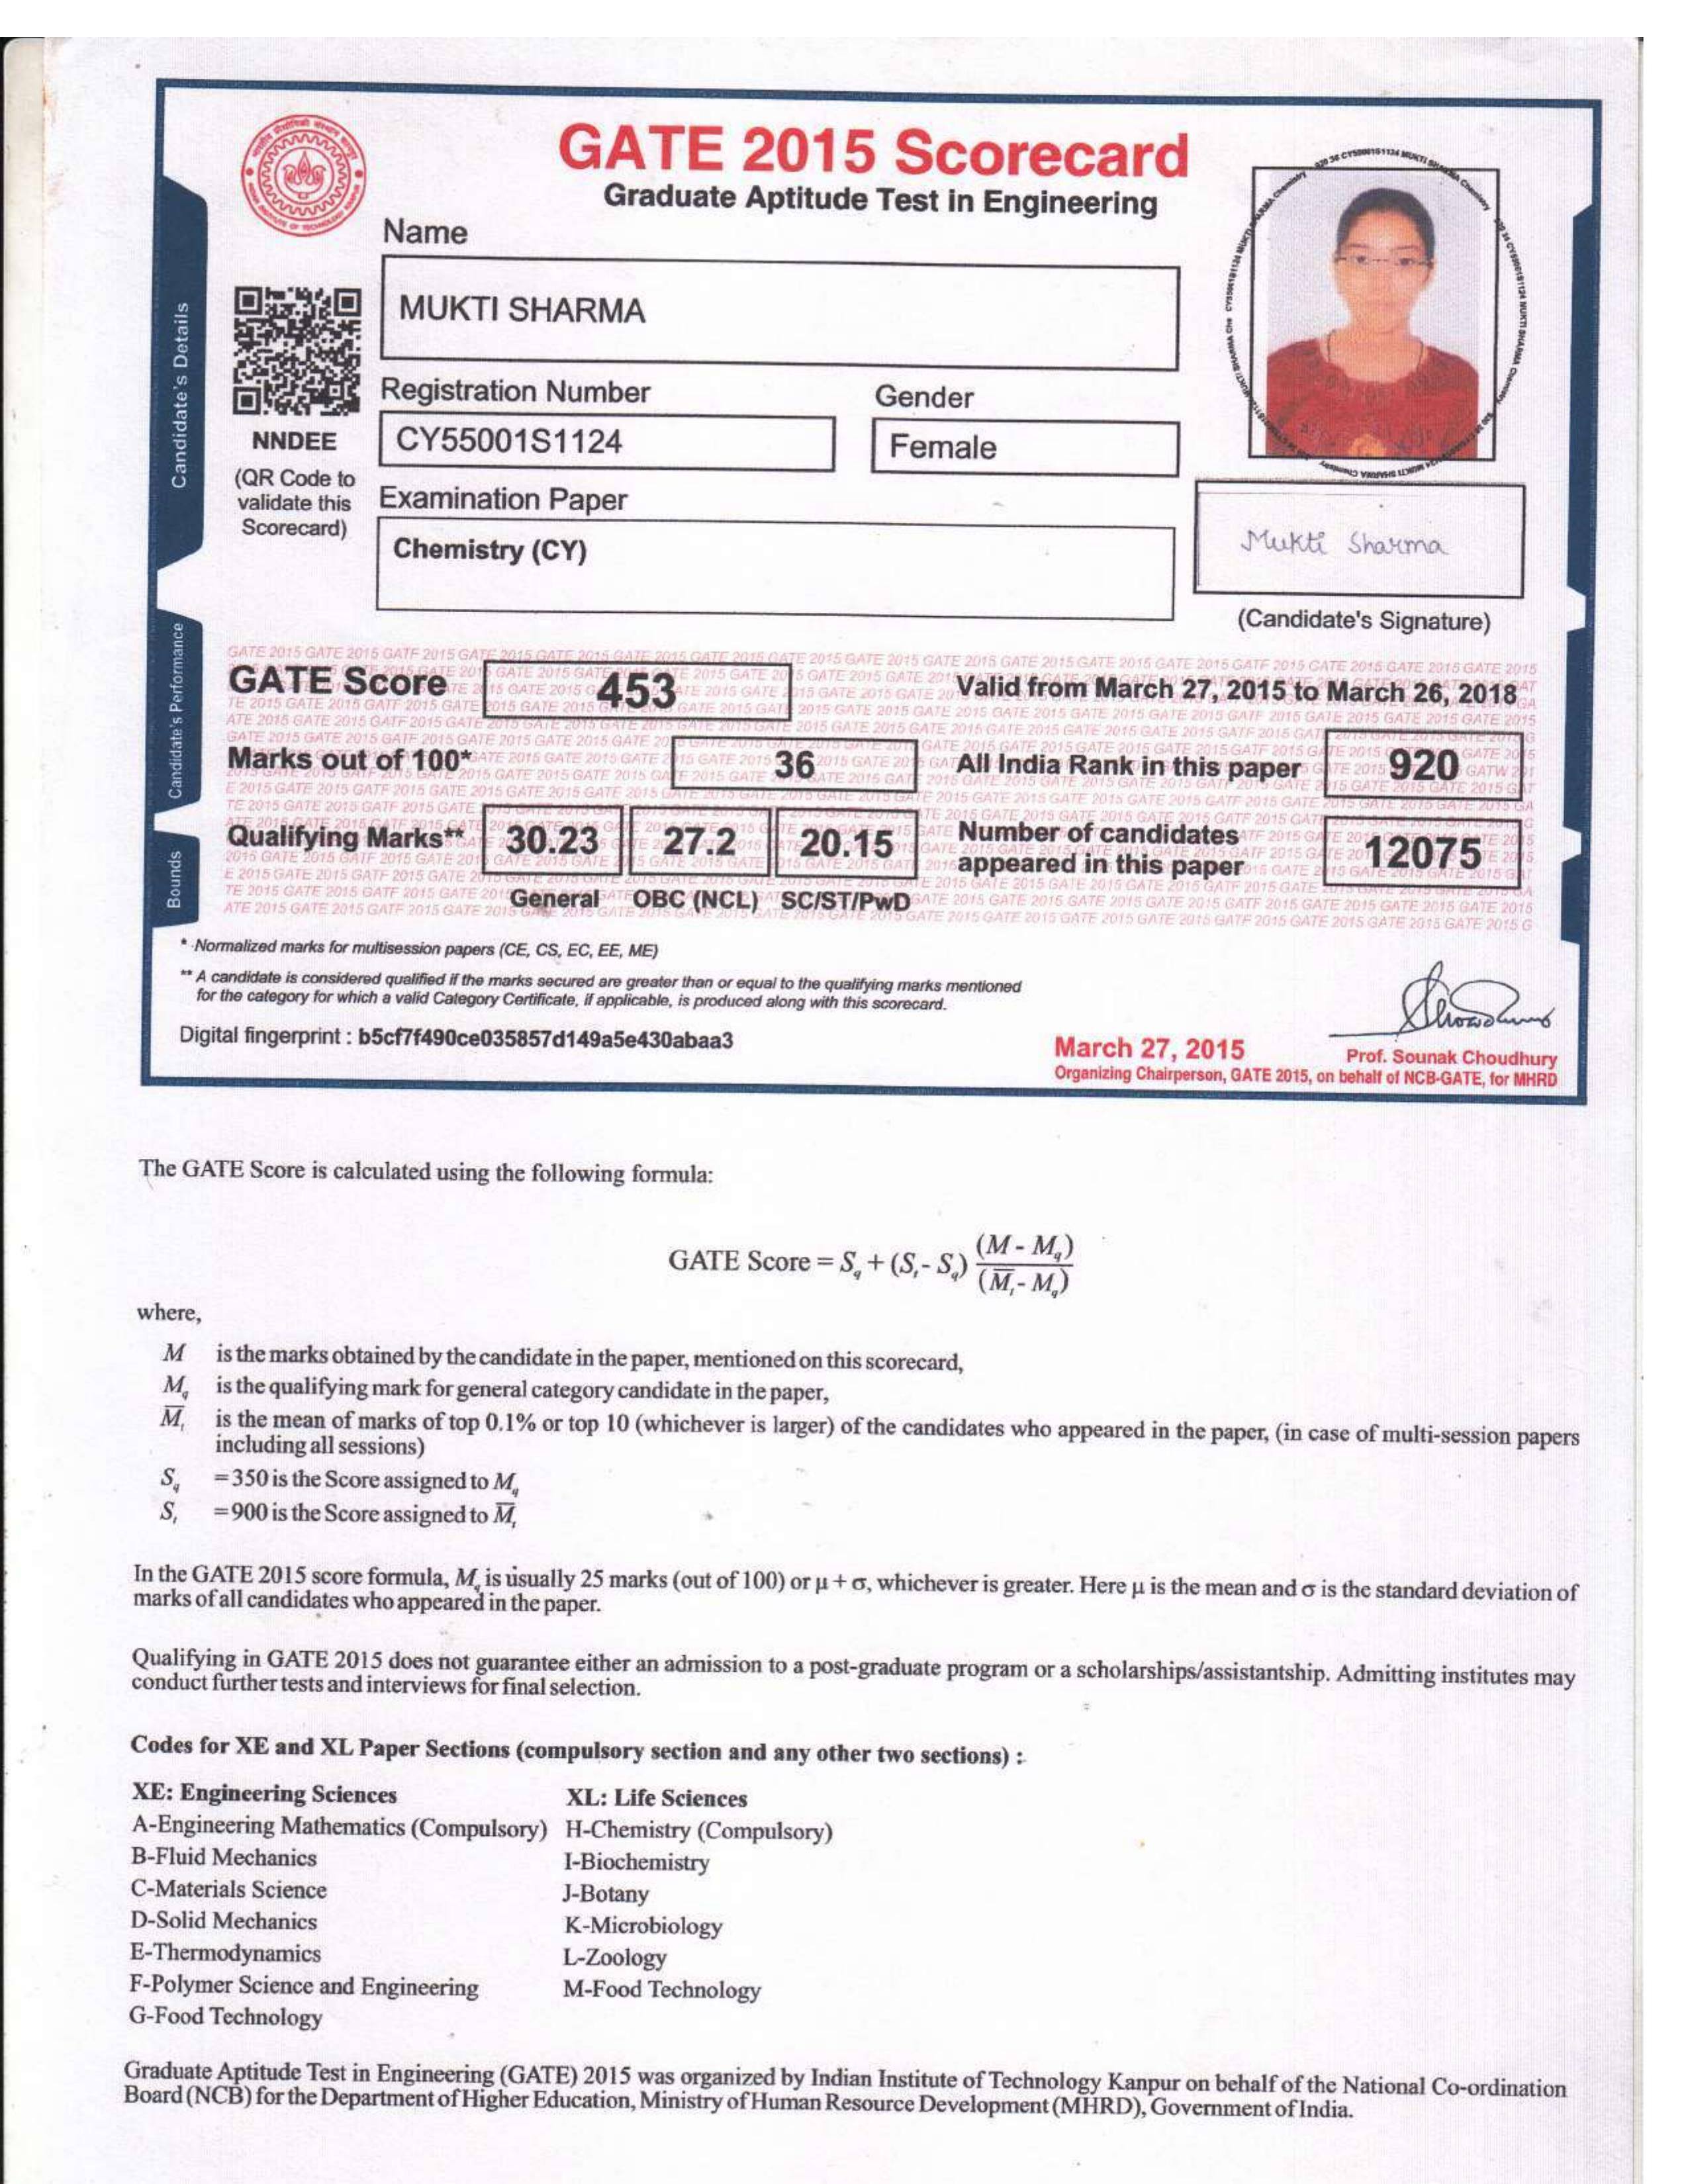 GATE 2015 Scorecard
Graduate Aptitude Test in Engineering
Name
MUKTI SHARMA
Candidate's Details
Registration Number
Gender
NNDEE
CY55001S1124
Female
(QR Code to
validate this
Scorecard)
Examination Paper
Chemistry (CY)
Mukti Sharma
(Candidate's Signature)
Candidate's Performance
GATE Score
453
Valid from March 27, 2015 to March 26, 2018
Marks out of 100*
36
All India Rank in this paper
920
Bounds
Qualifying Marks**
30.23
27.2
20.15
Number of candidates
appeared in this paper
12075
General
OBC (NCL)
SC/ST/PwD
* Normalized marks for multisession papers (CE, CS, EC, EE, ME)
** A candidate is considered qualified if the marks secured are greater than or equal to the qualifying marks mentioned
for the category for which a valid Category Certificate, if applicable, is produced along with this scorecard.
Digital fingerprint : b5cf7f490ce035857d149a5e430abaa3
March 27, 2015
Prof. Sounak Choudhury
Organizing Chairperson, GATE 2015, on behalf of NCB-GATE, for MHRD
The GATE Score is calculated using the following formula:
GATE Score = S_q + (S_t - S_q) (M - M_q) / (M̅_t - M_q)
where,
M is the marks obtained by the candidate in the paper, mentioned on this scorecard,
M_q is the qualifying mark for general category candidate in the paper,
M̅_t is the mean of marks of top 0.1% or top 10 (whichever is larger) of the candidates who appeared in the paper, (in case of multi-session papers
including all sessions)
S_q = 350 is the Score assigned to M_q
S_t = 900 is the Score assigned to M̅_t
In the GATE 2015 score formula, M_q is usually 25 marks (out of 100) or μ + σ, whichever is greater. Here μ is the mean and σ is the standard deviation of
marks of all candidates who appeared in the paper.
Qualifying in GATE 2015 does not guarantee either an admission to a post-graduate program or a scholarships/assistantship. Admitting institutes may
conduct further tests and interviews for final selection.
Codes for XE and XL Paper Sections (compulsory section and any other two sections) :
XE: Engineering Sciences
A-Engineering Mathematics (Compulsory)
B-Fluid Mechanics
C-Materials Science
D-Solid Mechanics
E-Thermodynamics
F-Polymer Science and Engineering
G-Food Technology
XL: Life Sciences
H-Chemistry (Compulsory)
I-Biochemistry
J-Botany
K-Microbiology
L-Zoology
M-Food Technology
Graduate Aptitude Test in Engineering (GATE) 2015 was organized by Indian Institute of Technology Kanpur on behalf of the National Co-ordination
Board (NCB) for the Department of Higher Education, Ministry of Human Resource Development (MHRD), Government of India.